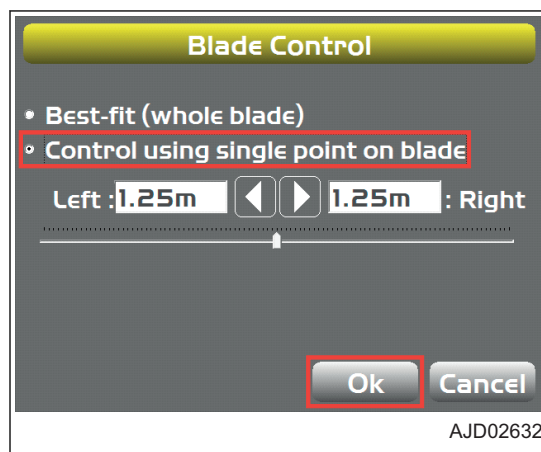 Blade Control
Best-fit (whole blade)
Control using single point on blade
Left :1.25m 1.25m : Right
Ok Cancel
AJD02632